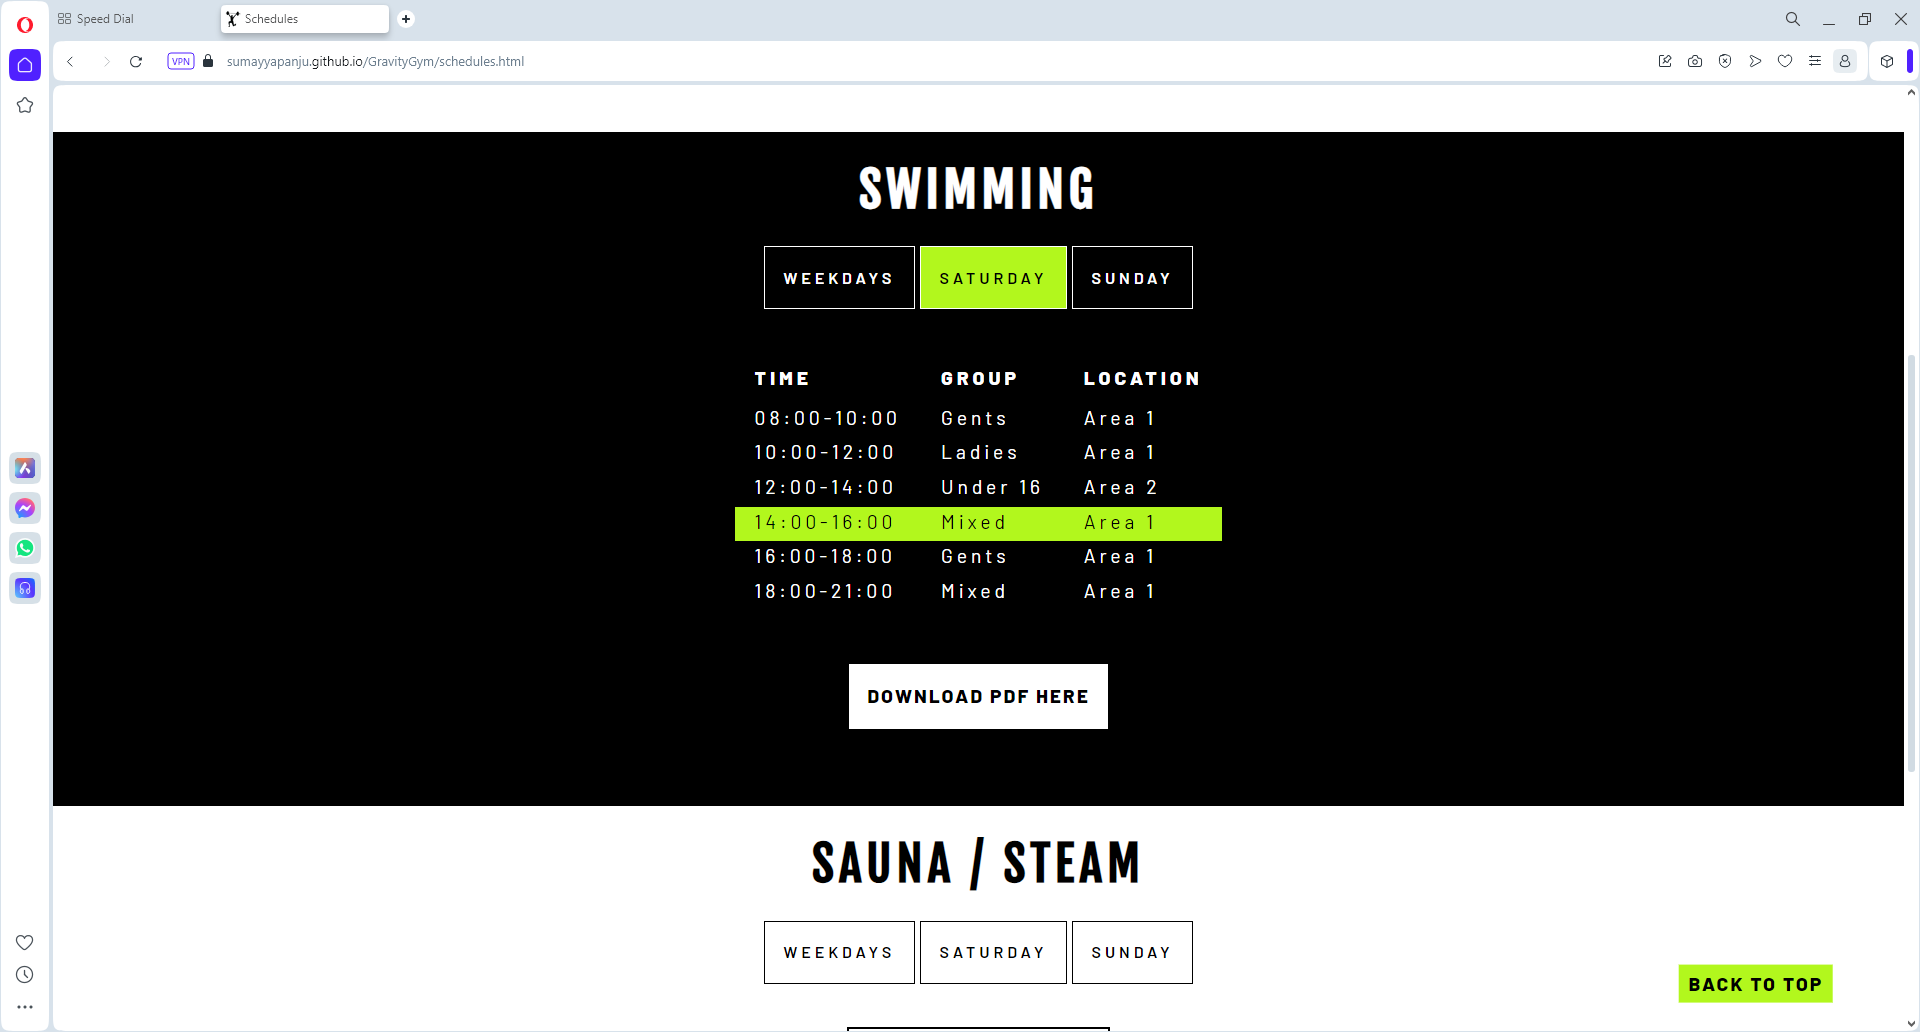 Speed Dial
Schedules
VPN
sumayyapanju.github.io/GravityGym/schedules.html
SWIMMING
WEEKDAYS SATURDAY SUNDAY
TIME GROUP LOCATION
08:00-10:00 Gents Area 1
10:00-12:00 Ladies Area 1
12:00-14:00 Under 16 Area 2
14:00-16:00 Mixed Area 1
16:00-18:00 Gents Area 1
18:00-21:00 Mixed Area 1
DOWNLOAD PDF HERE
SAUNA / STEAM
WEEKDAYS SATURDAY SUNDAY
BACK TO TOP